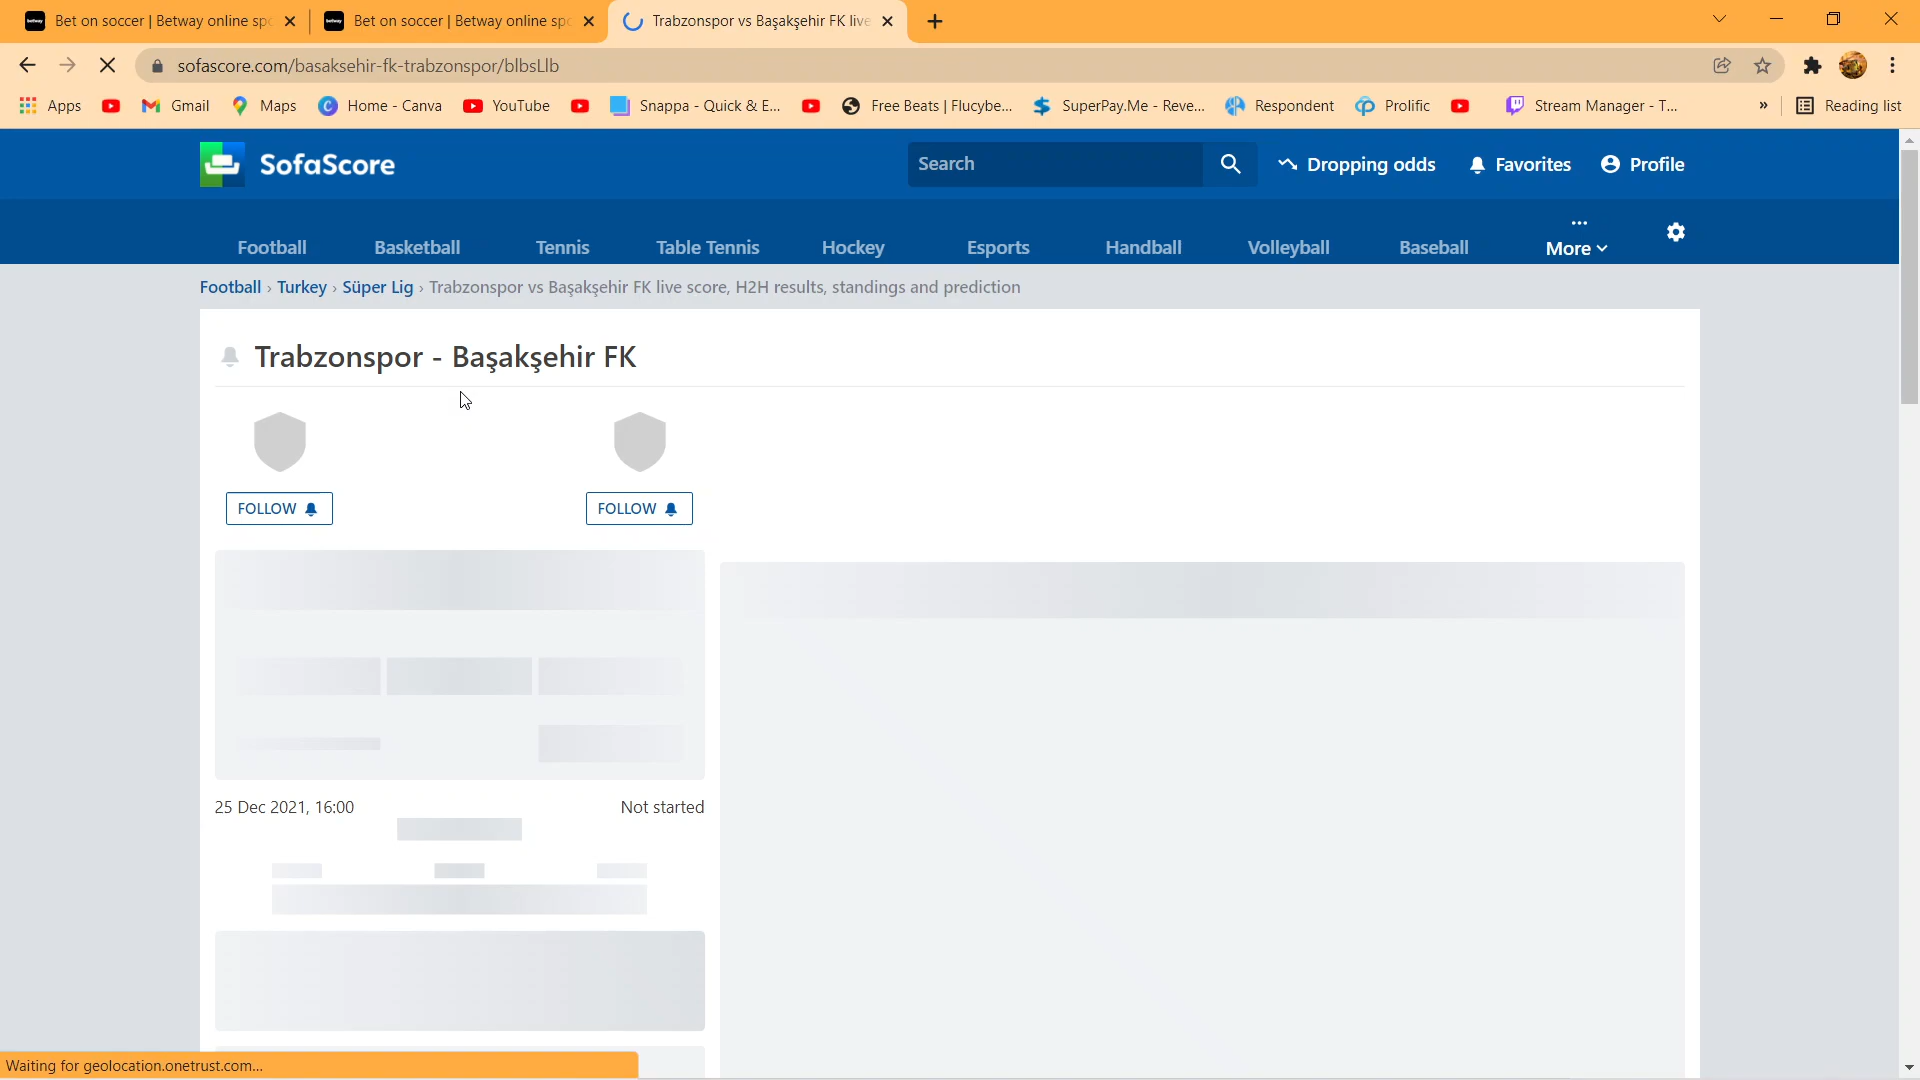 Bet on soccer | Betway online spo
Bet on soccer | Betway online spo
Trabzonspor vs Başakşehir FK live
sofascore.com/basaksehir-fk-trabzonspor/blbsLlb
Apps
Gmail
Maps
Home - Canva
YouTube
Snappa - Quick & E...
Free Beats | Flucybe...
SuperPay.Me - Reve...
Respondent
Prolific
Stream Manager - T...
»
Reading list
SofaScore
Search
Dropping odds
Favorites
Profile
Football
Basketball
Tennis
Table Tennis
Hockey
Esports
Handball
Volleyball
Baseball
More
Football › Turkey › Süper Lig › Trabzonspor vs Başakşehir FK live score, H2H results, standings and prediction
Trabzonspor - Başakşehir FK
FOLLOW
FOLLOW
25 Dec 2021, 16:00
Not started
Waiting for geolocation.onetrust.com...